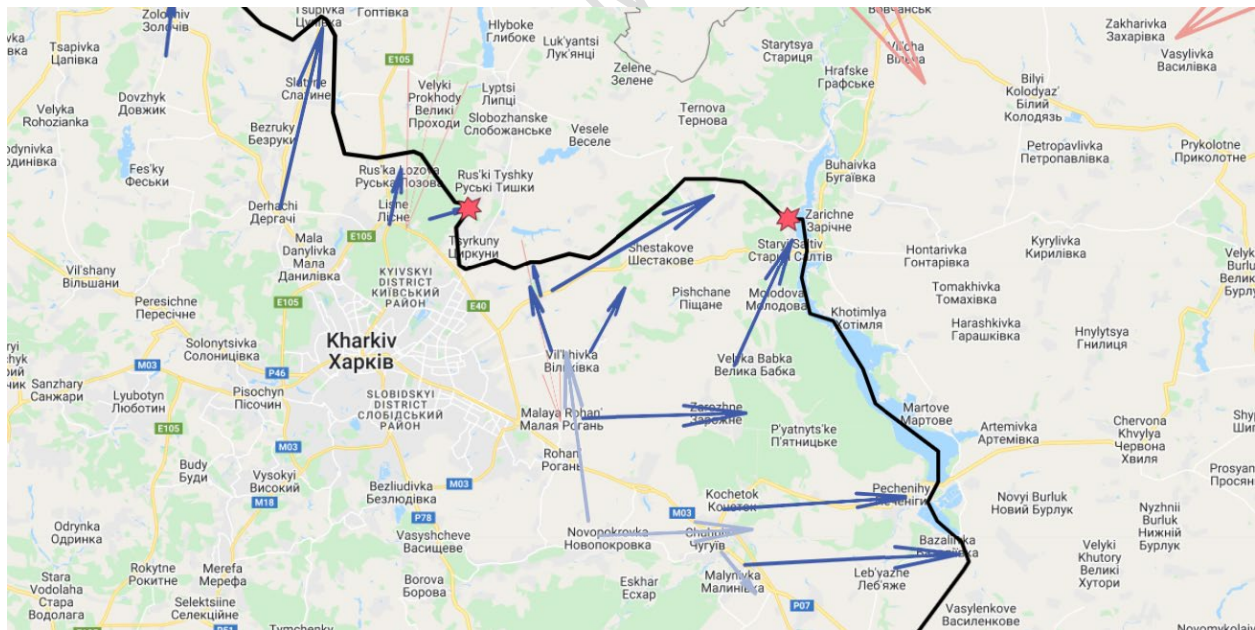 Tsupivka
Цупівка
Гоптівка
Hlyboke
Глибоке
Luk'yantsi
Лук'янці
Вовчанськ
Zolochiv
Золочів
Tsapivka
Цапівка
E105
Zelene
Зелене
Starytsya
Стариця
Vil'cha
Вільча
Zakharivka
Захарівка
Vasylivka
Василівка
Hrafske
Графське
Slatyne
Слатине
Velyki
Prokhody
Великі
Проходи
Lyptsi
Липці
Slobozhanske
Слобожанське
Ternova
Тернова
Bilyi
Kolodyaz'
Білий
Колодязь
Dovzhyk
Довжик
Velyka
Rohozianka
Bezruky
Безруки
Vesele
Веселе
Petropavlivka
Петропавлівка
Prykolotne
Приколотне
Fes'ky
Феськи
Rus'ka Lozova
Руська Лозова
Rus'ki Tyshky
Руські Тишки
Buhaivka
Бугаївка
Derhachi
Дергачі
Lisne
Лісне
Zarichne
Зарічне
E105
Mala
Danylivka
Мала
Данилівка
Tsyrkuny
Циркуни
Shestakove
Шестакове
Staryi Saltiv
Старий Салтів
Hontarivka
Гонтарівка
Kyrylivka
Кирилівка
Vil'shany
Вільшани
KYIVSKYI
DISTRICT
КИЇВСЬКИЙ
РАЙОН
Peresichne
Пересічне
E105
E40
Pishchane
Піщане
Molodova
Молодова
Tomakhivka
Томахівка
Khotimlya
Хотімля
Harashkivka
Гарашківка
Hnylytsya
Гнилиця
Solonytsivka
Солоницівка
Kharkiv
Харків
Vil'khivka
Вільхівка
Velyka Babka
Велика Бабка
M03
P46
Sanzhary
Санжари
Lyubotyn
Люботин
Pisochyn
Пісочин
SLOBIDSKYI
DISTRICT
СЛОБІДСЬКИЙ
РАЙОН
Malaya Rohan'
Малая Рогань
Zarozhne
Зарожне
Martove
Мартове
E105
P'yatnyts'ke
П'ятницьке
Artemivka
Артемівка
Chervona
Khvylya
Червона
Хвиля
M03
Rohan
Рогань
Budy
Буди
Vysokyi
Високий
M18
Bezliudivka
Безлюдівка
M03
Kochetok
Кочеток
Pechenihy
Печеніги
Novyi Burluk
Новий Бурлук
Nyzhnii
Burluk
Нижній
Бурлук
P78
M03
Odrynka
Одринка
Vasyshcheve
Васищеве
Novopokrovka
Новопокровка
Chuhuiv
Чугуїв
Bazaliivka
Базаліївка
Velyki
Khutory
Великі
Хутори
Rokytne
Рокитне
Merefa
Мерефа
Borova
Борова
Eskhar
Есхар
Malynivka
Малинівка
Leb'yazhe
Леб'яже
Stara
Vodolaha
Стара
Водолага
Selektsiine
Селекційне
P07
Vasylenkove
Василенкове
Tymchenky